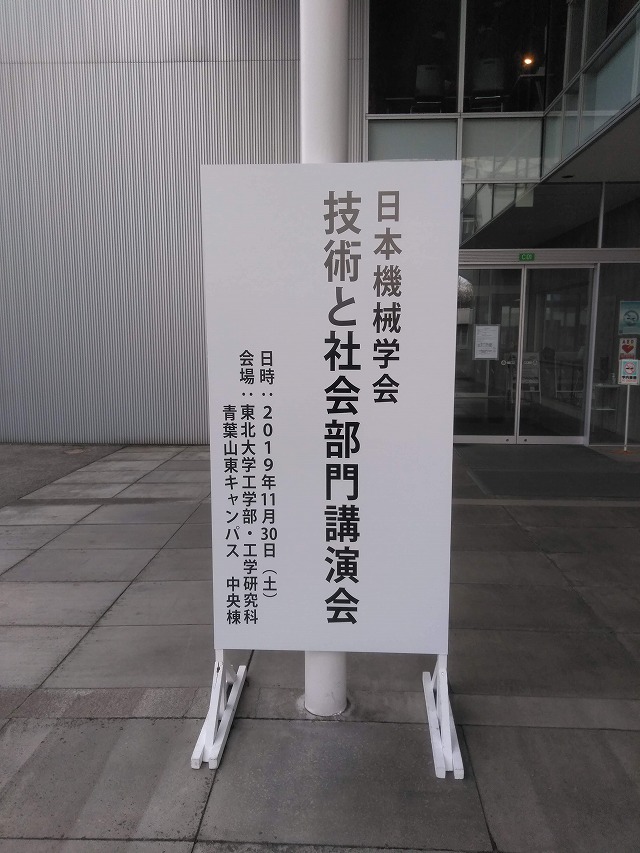 日本機械学会
技術と社会部門講演会
日時：2019年11月30日（土）
会場：東北大学工学部・工学研究科
青葉山東キャンパス 中央棟